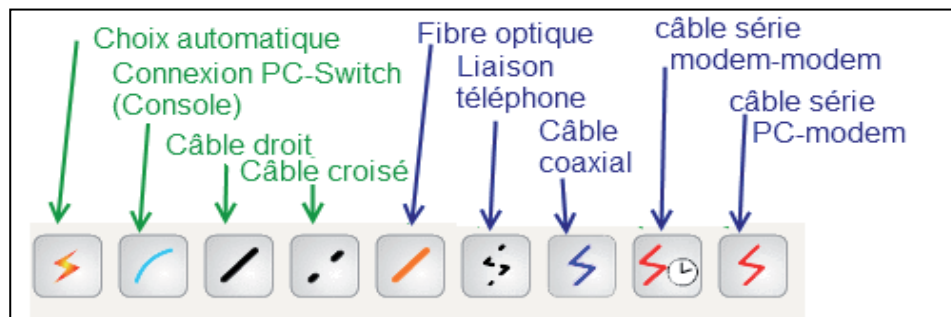 Choix automatique
Connexion PC-Switch
(Console)
Câble droit
Câble croisé
Fibre optique
Liaison
téléphone
Câble
coaxial
câble série
modem-modem
câble série
PC-modem